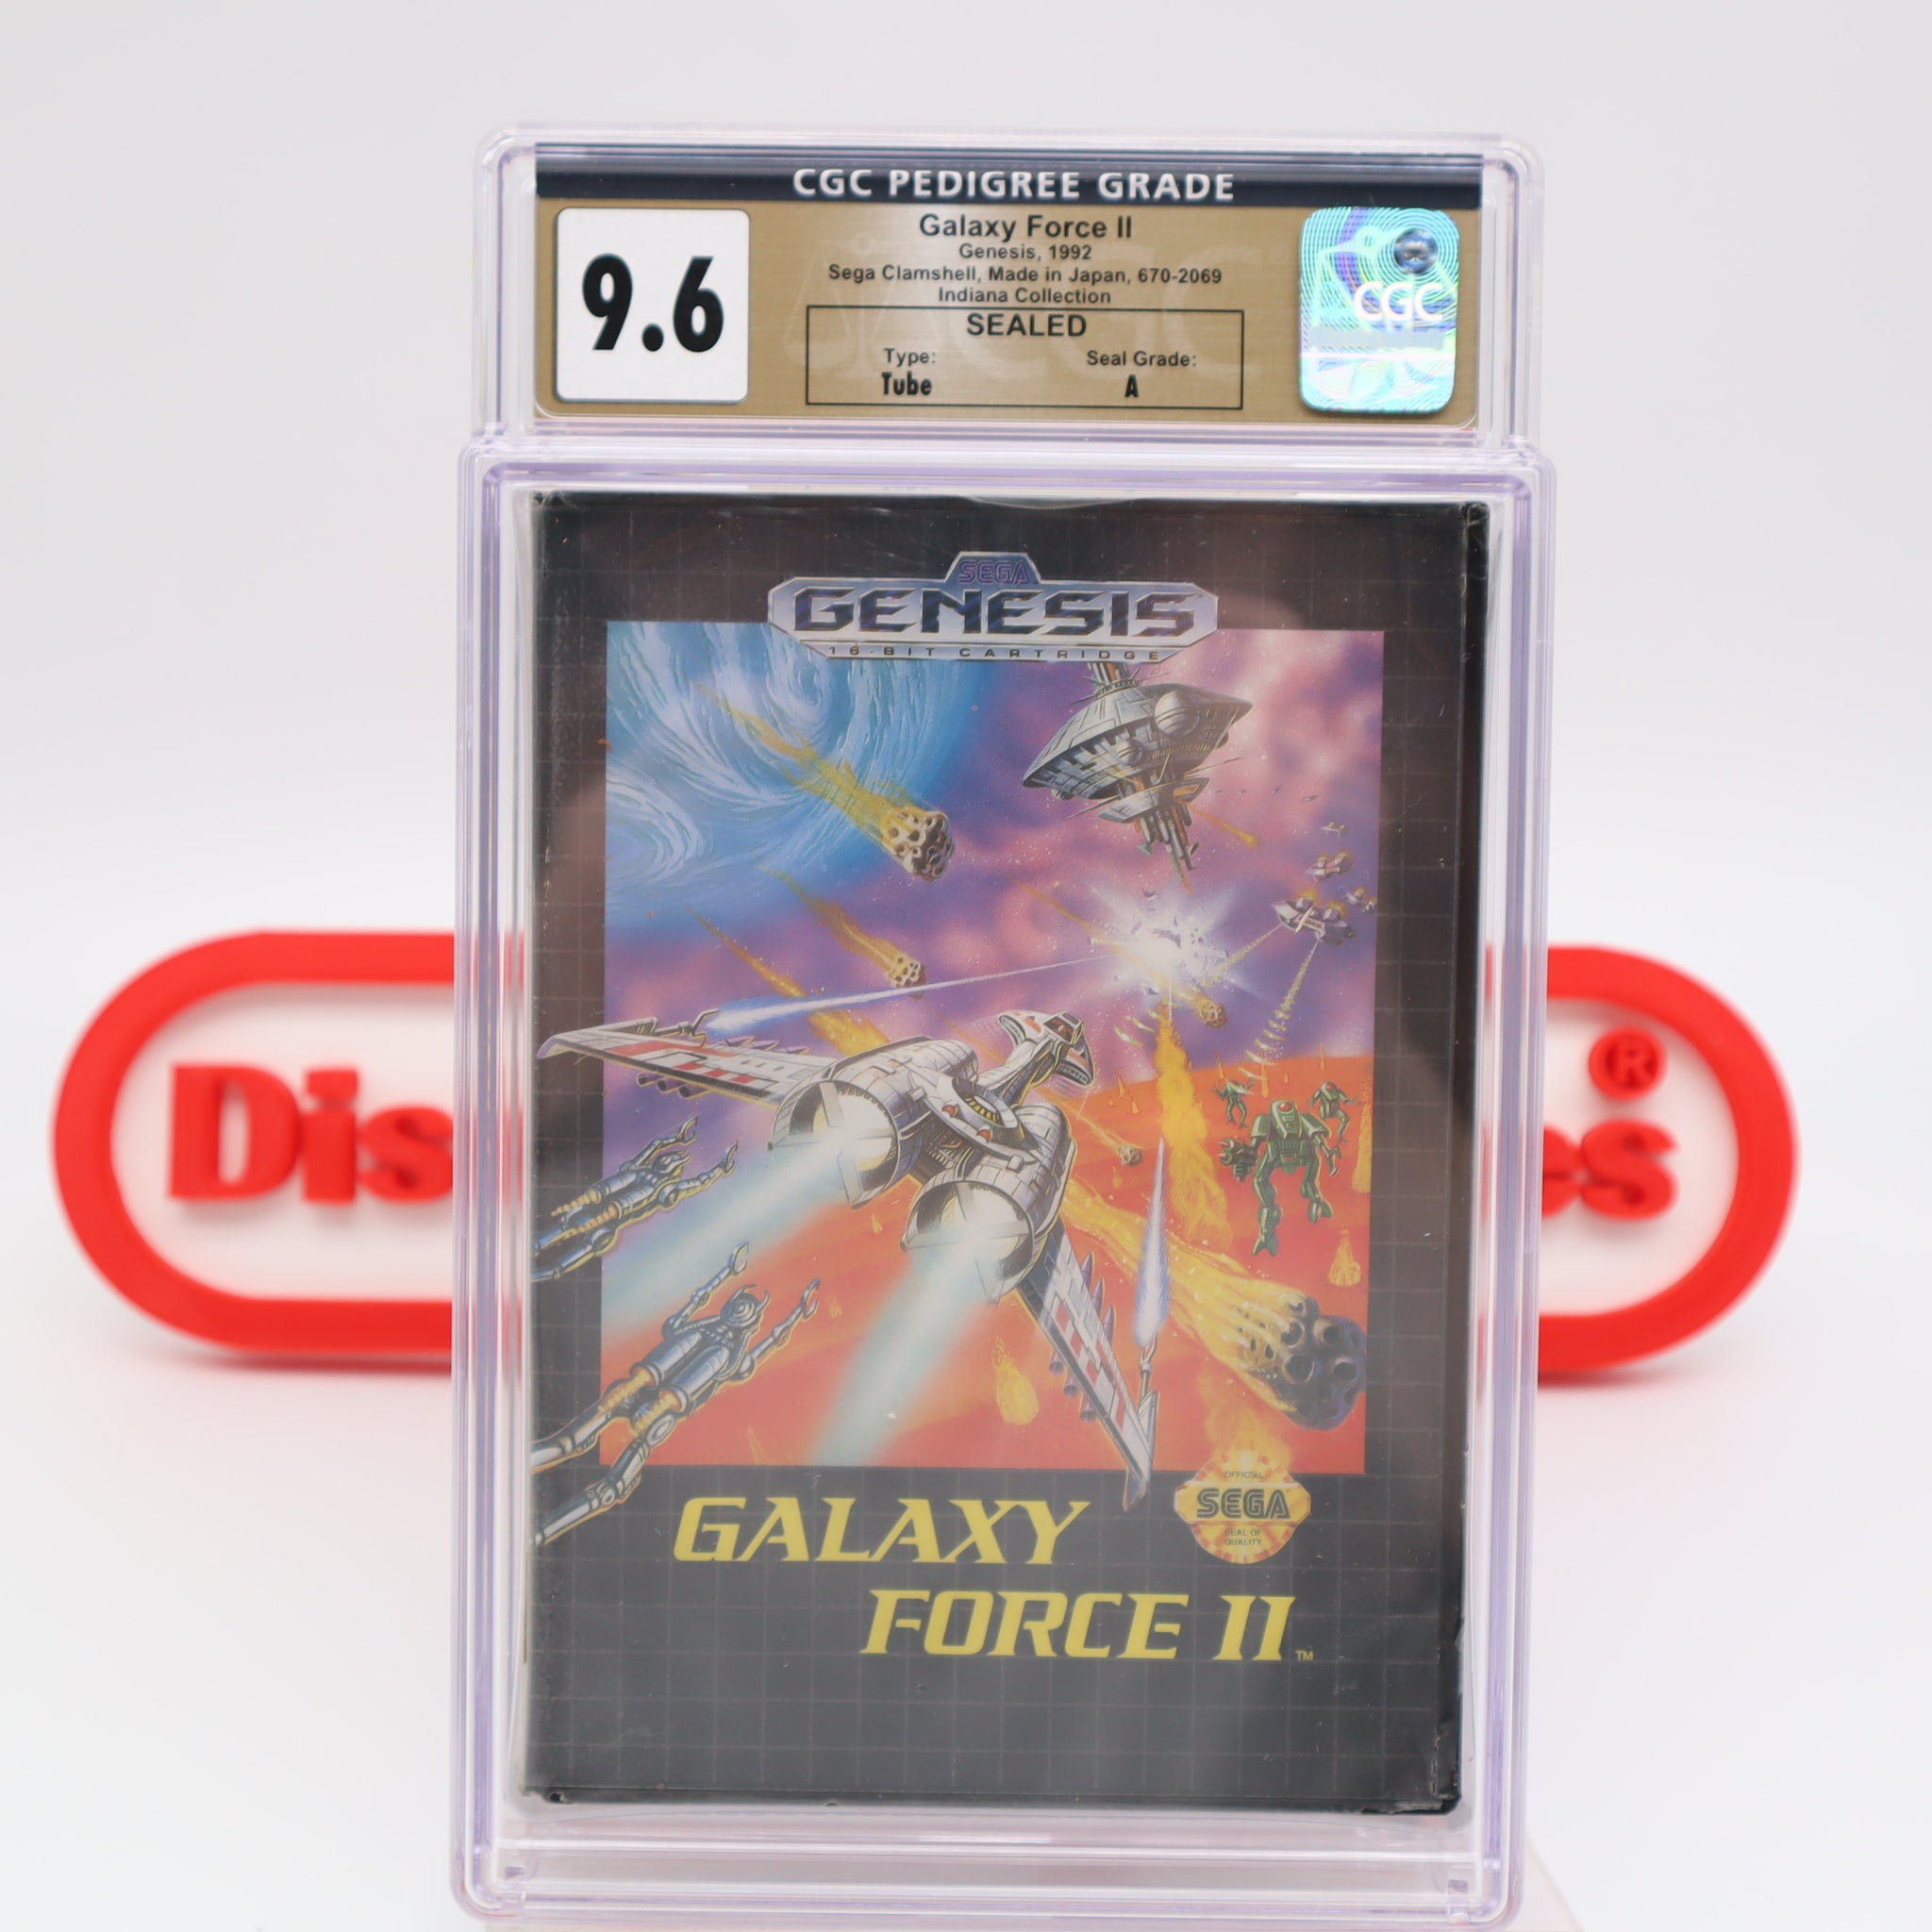 CGC PEDIGREE GRADE
9.6
Galaxy Force II
Genesis, 1992
Sega Clamshell, Made in Japan, 670-2069
Indiana Collection
SEALED
Type: Seal Grade:
Tube A
CGC
SEGA
GENESIS
16-BIT CARTRIDGE
Dis
®
es
OFFICIAL
SEGA
SEAL OF
QUALITY
GALAXY
FORCE II™